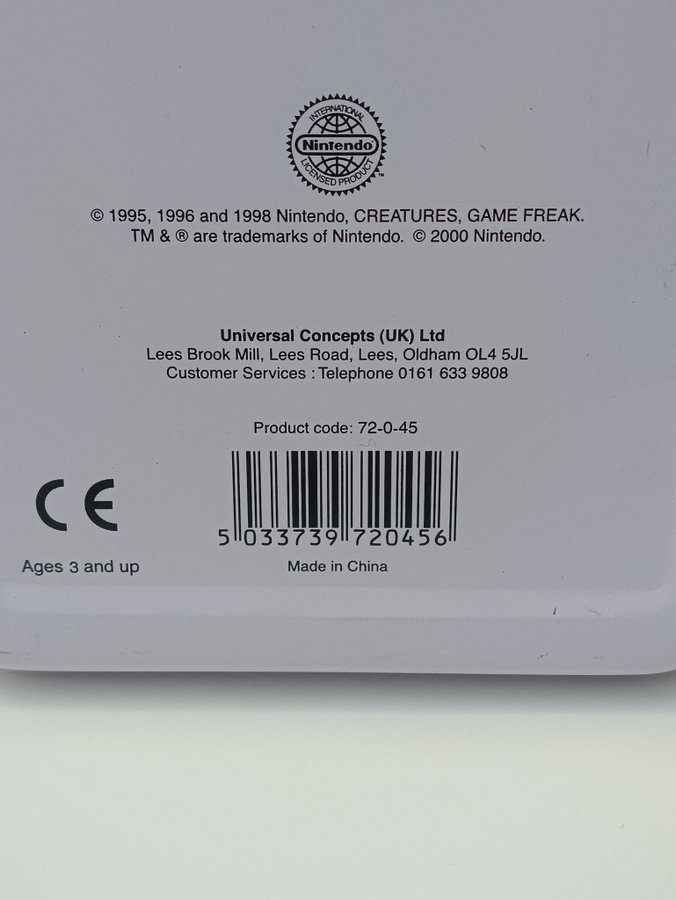 INTERNATIONAL
Nintendo®
LICENSED PRODUCT™
© 1995, 1996 and 1998 Nintendo, CREATURES, GAME FREAK.
TM & ® are trademarks of Nintendo. © 2000 Nintendo.
Universal Concepts (UK) Ltd
Lees Brook Mill, Lees Road, Lees, Oldham OL4 5JL
Customer Services : Telephone 0161 633 9808
Product code: 72-0-45
CE
5 033739 720456
Ages 3 and up
Made in China